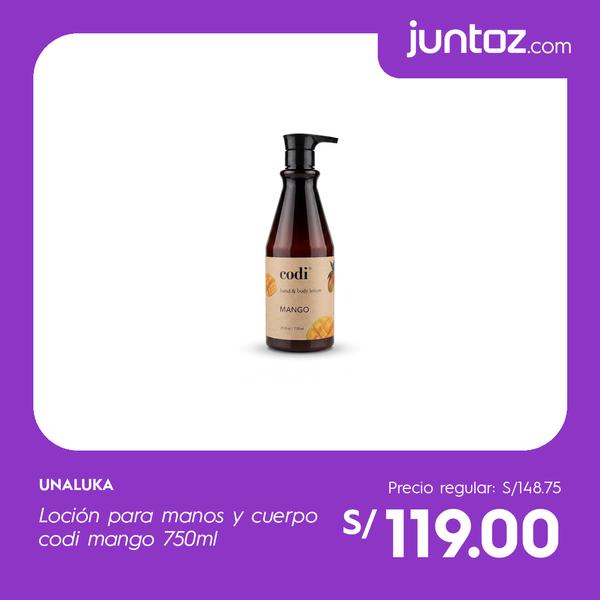 juntoz.com
codi®
hand & body lotion
MANGO
UNALUKA
Loción para manos y cuerpo
codi mango 750ml
Precio regular: S/148.75
S/119.00